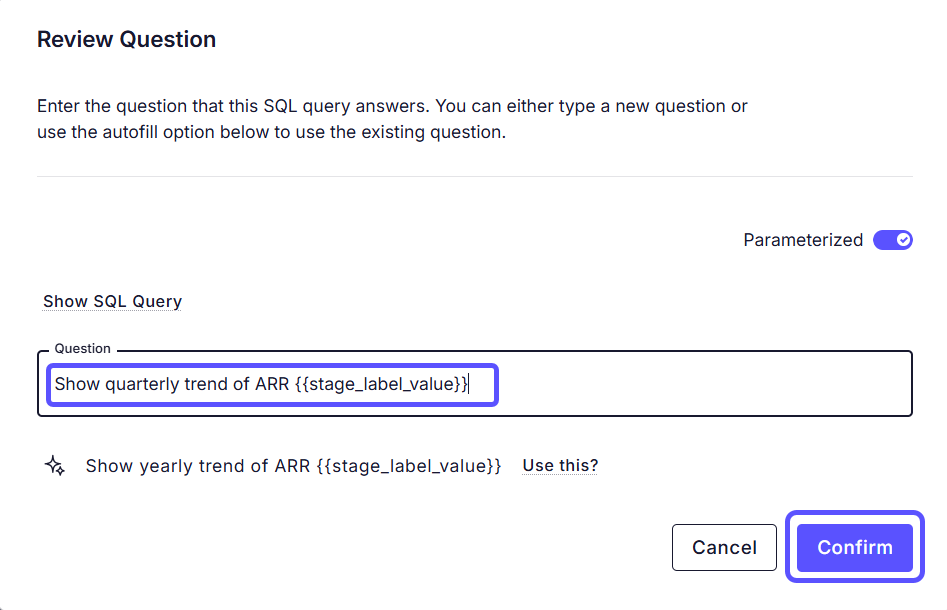 Review Question
Enter the question that this SQL query answers. You can either type a new question or
use the autofill option below to use the existing question.
Parameterized
Show SQL Query
Question
Show quarterly trend of ARR {{stage_label_value}}
Show yearly trend of ARR {{stage_label_value}} Use this?
Cancel Confirm